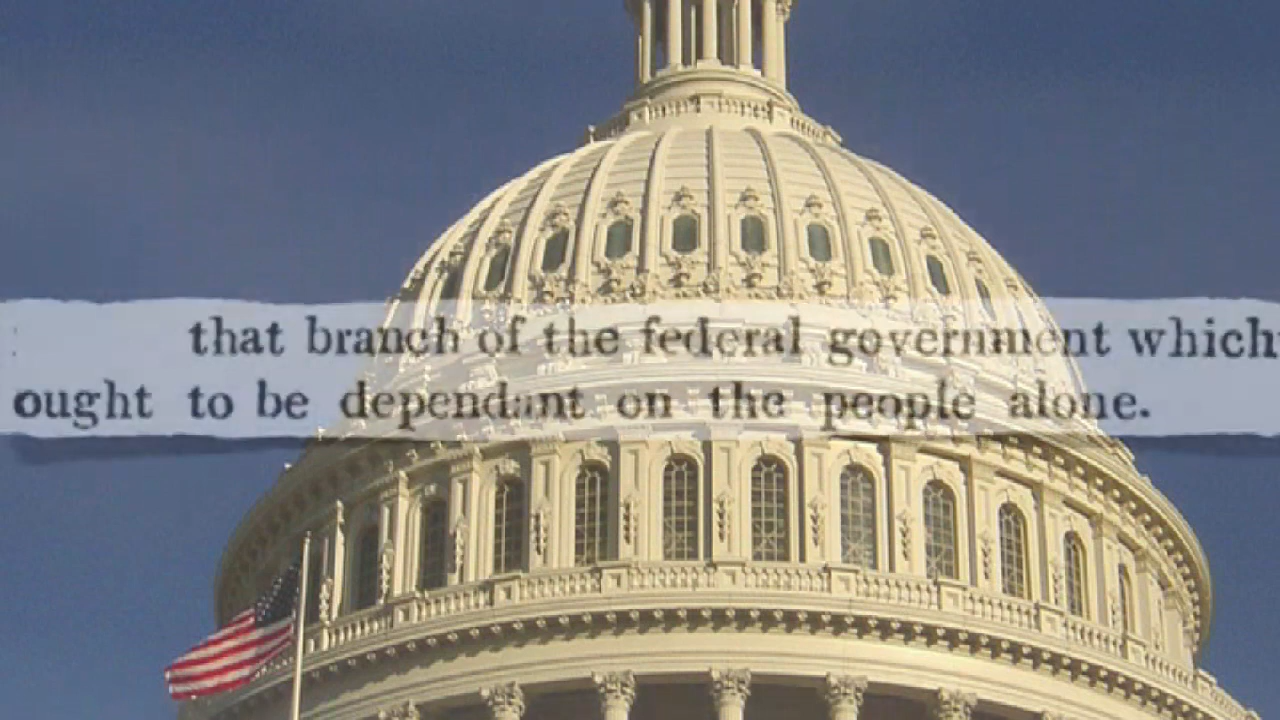 that branch of the federal government which
ought to be dependant on the people alone.